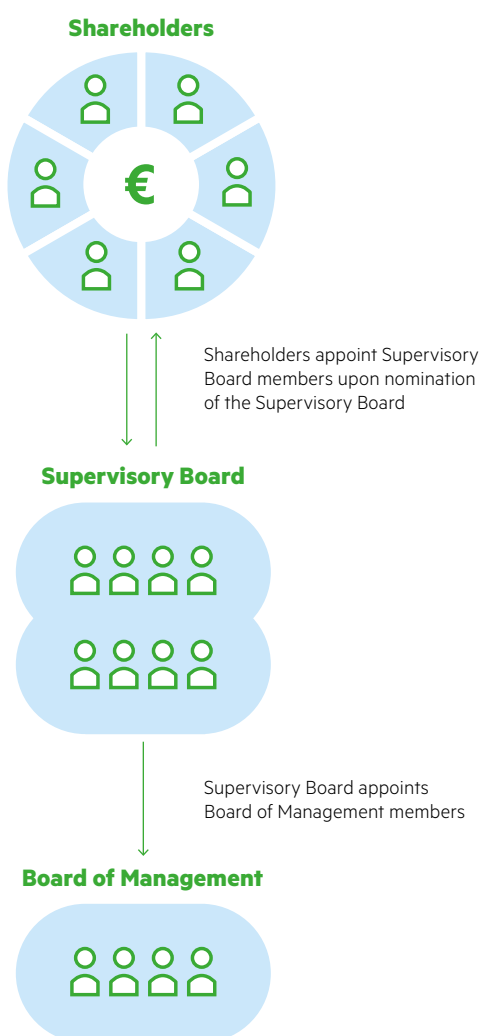 Shareholders
€
Shareholders appoint Supervisory
Board members upon nomination
of the Supervisory Board
Supervisory Board
Supervisory Board appoints
Board of Management members
Board of Management